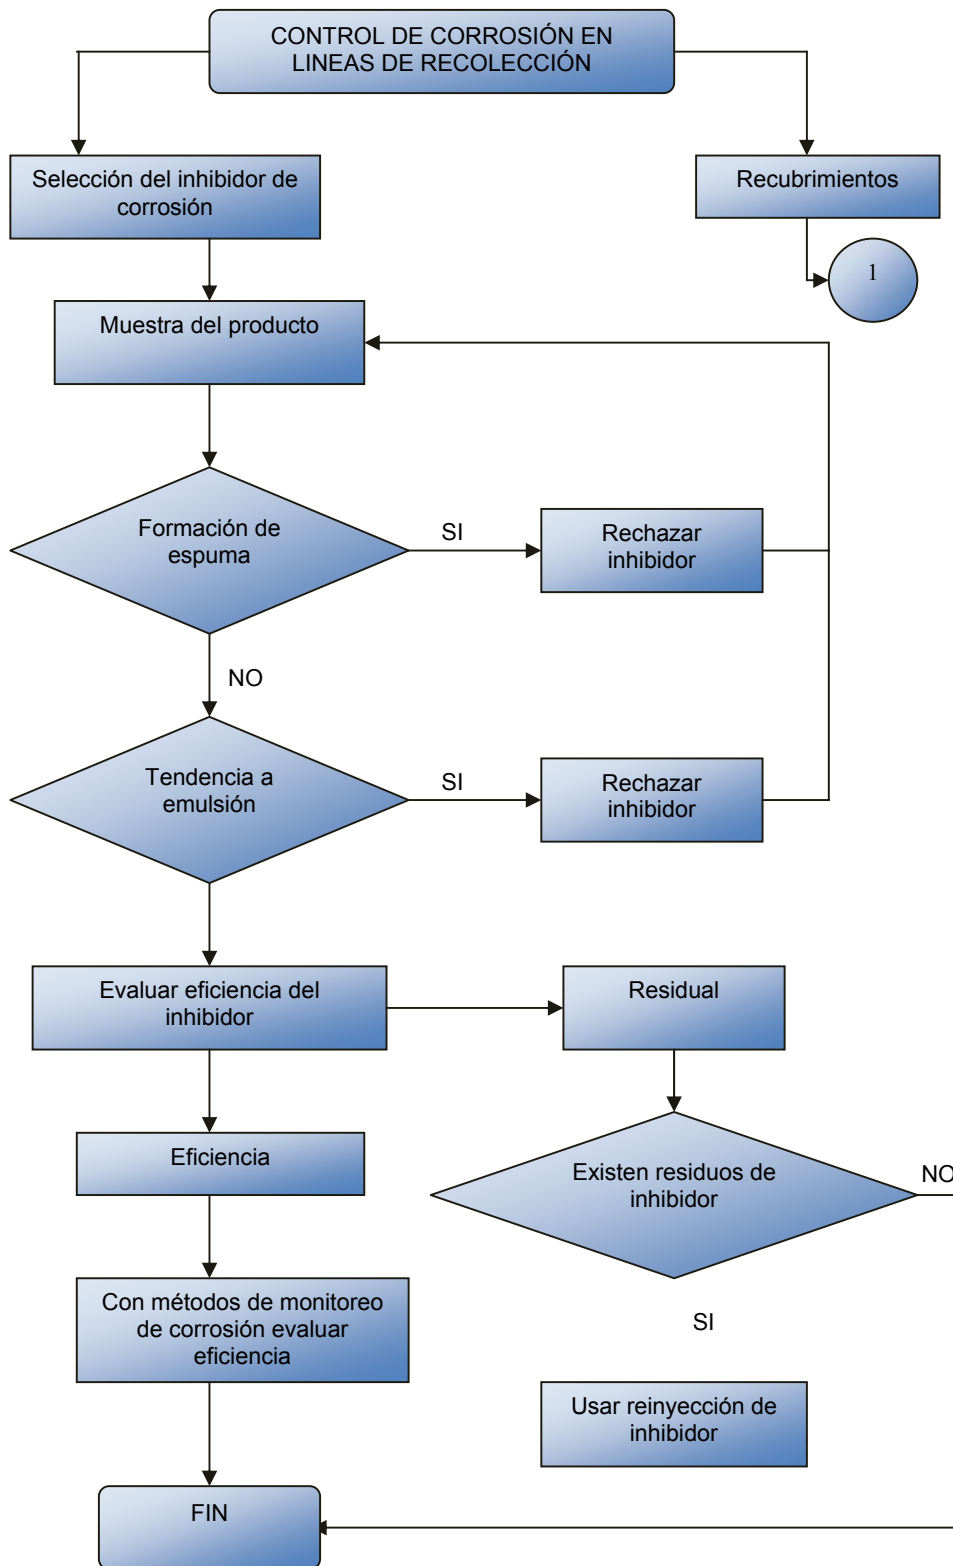 CONTROL DE CORROSIÓN EN
LINEAS DE RECOLECCIÓN
Selección del inhibidor de
corrosión
Recubrimientos
1
Muestra del producto
Formación de
espuma
SI
Rechazar
inhibidor
NO
Tendencia a
emulsión
SI
Rechazar
inhibidor
Evaluar eficiencia del
inhibidor
Residual
Eficiencia
Existen residuos de
inhibidor
NO
Con métodos de monitoreo
de corrosión evaluar
eficiencia
SI
Usar reinyección de
inhibidor
FIN